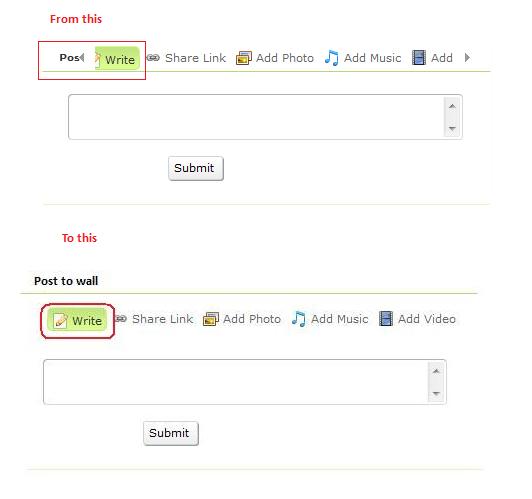 From this
Pos Write Share Link Add Photo Add Music Add
Submit
To this
Post to wall
Write Share Link Add Photo Add Music Add Video
Submit